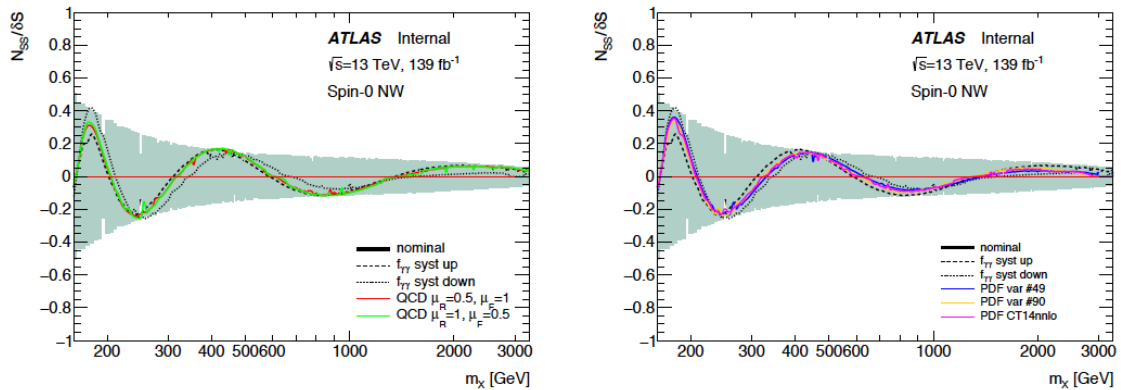 N_SS/δS
1
0.8
0.6
0.4
0.2
0
−0.2
−0.4
−0.6
−0.8
−1
ATLAS Internal
√s=13 TeV, 139 fb⁻¹
Spin-0 NW
nominal
f_γγ syst up
f_γγ syst down
QCD μ_R=0.5, μ_F=1
QCD μ_R=1, μ_F=0.5
200 300 400 500 600 1000 2000 3000
m_X [GeV]
N_SS/δS
1
0.8
0.6
0.4
0.2
0
−0.2
−0.4
−0.6
−0.8
−1
ATLAS Internal
√s=13 TeV, 139 fb⁻¹
Spin-0 NW
nominal
f_γγ syst up
f_γγ syst down
PDF var #49
PDF var #90
PDF CT14nnlo
200 300 400 500 600 1000 2000 3000
m_X [GeV]